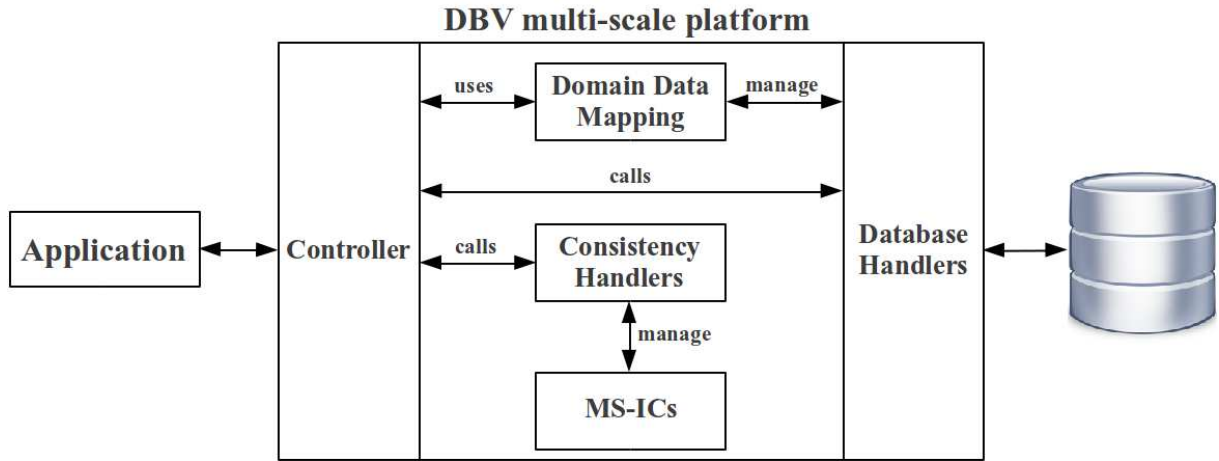 DBV multi-scale platform
uses
Domain Data
Mapping
manage
calls
Application
Controller
calls
Consistency
Handlers
Database
Handlers
manage
MS-ICs